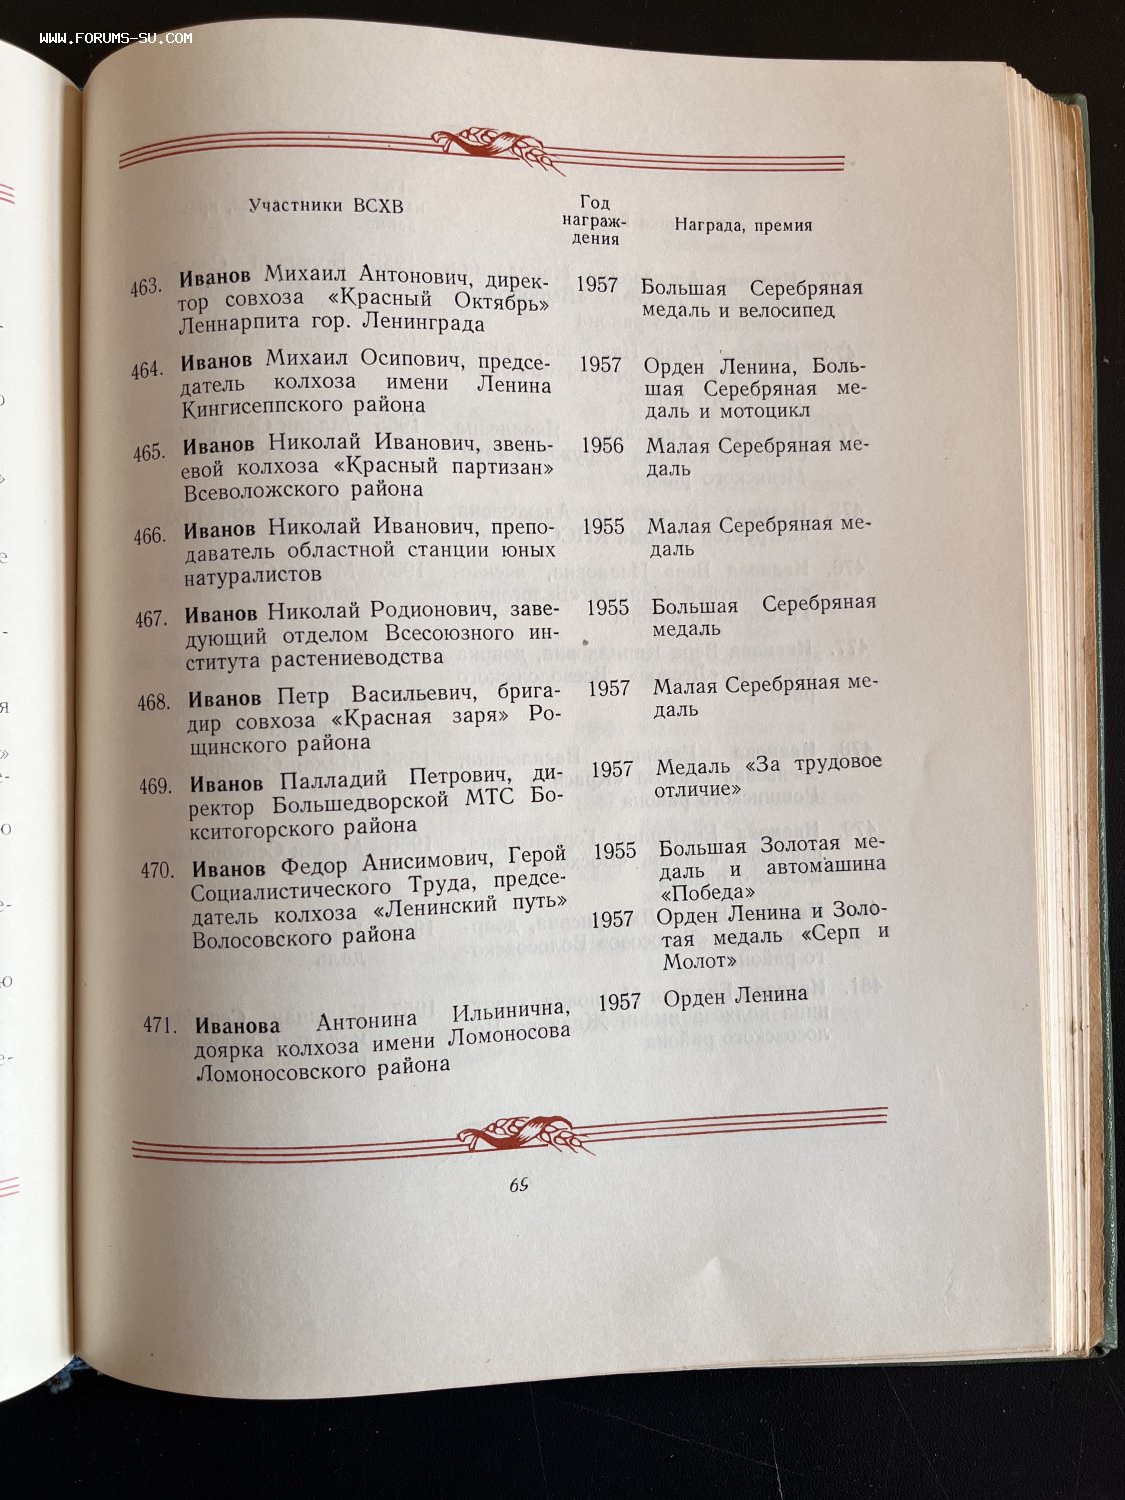 WWW.FORUMS-SU.COM
Участники ВСХВ
Год
награж-
дения
Награда, премия
463. Иванов Михаил Антонович, дирек-
тор совхоза «Красный Октябрь»
Леннарпита гор. Ленинграда
1957 Большая Серебряная
медаль и велосипед
464. Иванов Михаил Осипович, предсе-
датель колхоза имени Ленина
Кингисеппского района
1957 Орден Ленина, Боль-
шая Серебряная ме-
даль и мотоцикл
465. Иванов Николай Иванович, звень-
евой колхоза «Красный партизан»
Всеволожского района
1956 Малая Серебряная ме-
даль
466. Иванов Николай Иванович, препо-
даватель областной станции юных
натуралистов
1955 Малая Серебряная ме-
даль
467. Иванов Николай Родионович, заве-
дующий отделом Всесоюзного ин-
ститута растениеводства
1955 Большая Серебряная
медаль
468. Иванов Петр Васильевич, брига-
дир совхоза «Красная заря» Ро-
щинского района
1957 Малая Серебряная ме-
даль
469. Иванов Палладий Петрович, ди-
ректор Большедворской МТС Бо-
кситогорского района
1957 Медаль «За трудовое
отличие»
470. Иванов Федор Анисимович, Герой
Социалистического Труда, предсе-
датель колхоза «Ленинский путь»
Волосовского района
1955 Большая Золотая ме-
даль и автомашина
«Победа»
1957 Орден Ленина и Золо-
тая медаль «Серп и
Молот»
471. Иванова Антонина Ильинична,
доярка колхоза имени Ломоносова
Ломоносовского района
1957 Орден Ленина
65